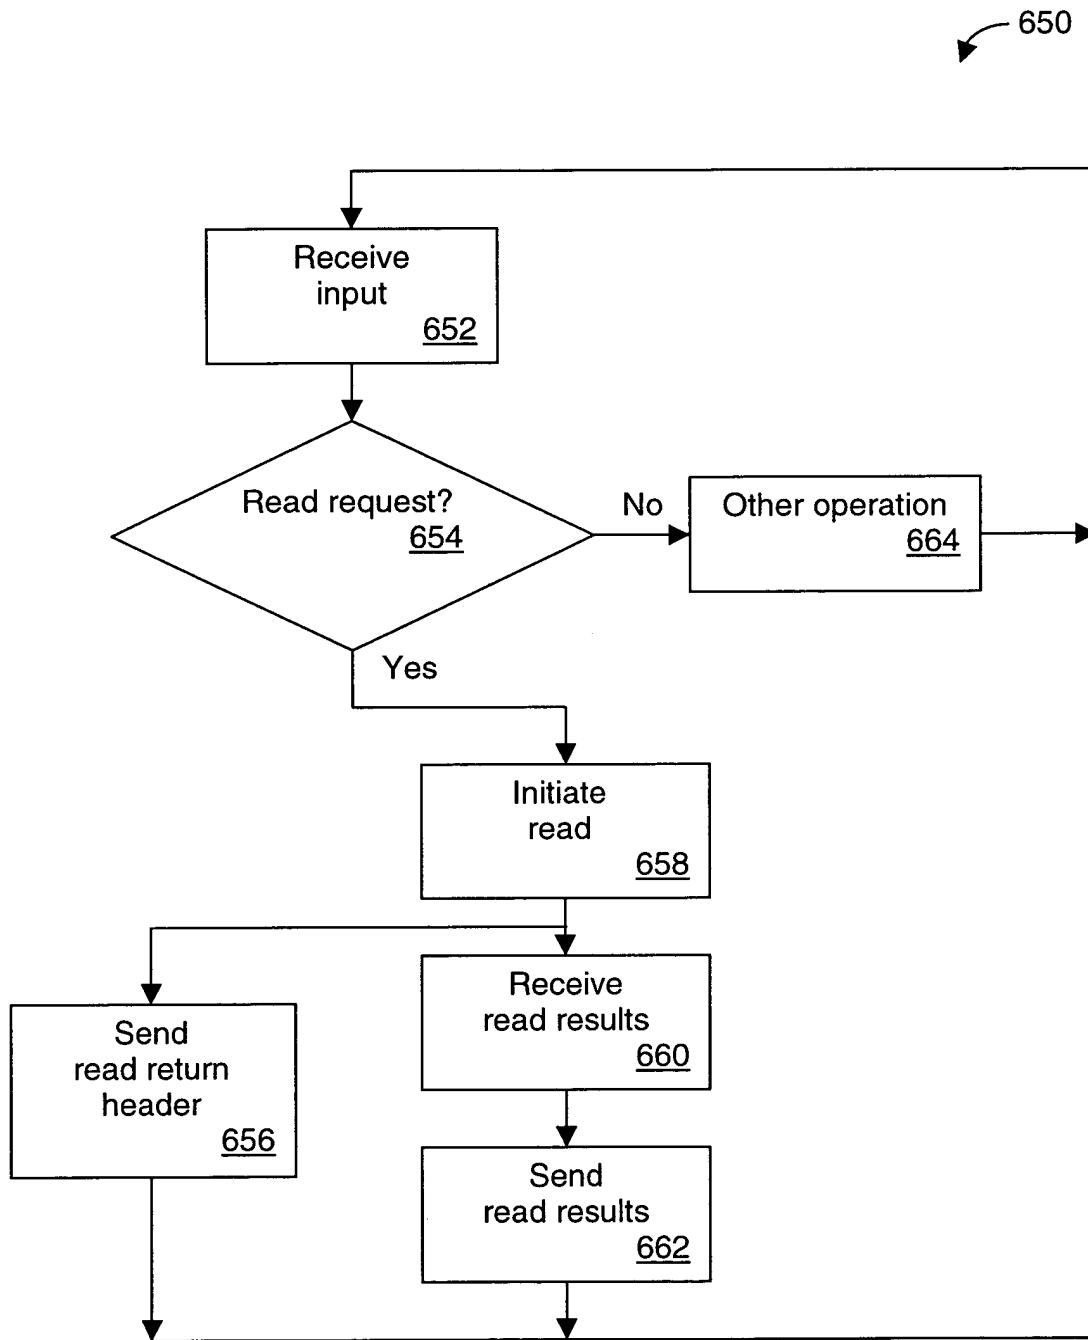 650
Receive
input
652
Read request?
654
No
Other operation
664
Yes
Initiate
read
658
Receive
read results
660
Send
read return
header
656
Send
read results
662